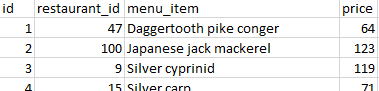 id restaurant_id menu_item price
1 47 Daggertooth pike conger 64
2 100 Japanese jack mackerel 123
3 9 Silver cyprinid 119
4 15 Silver carp 71